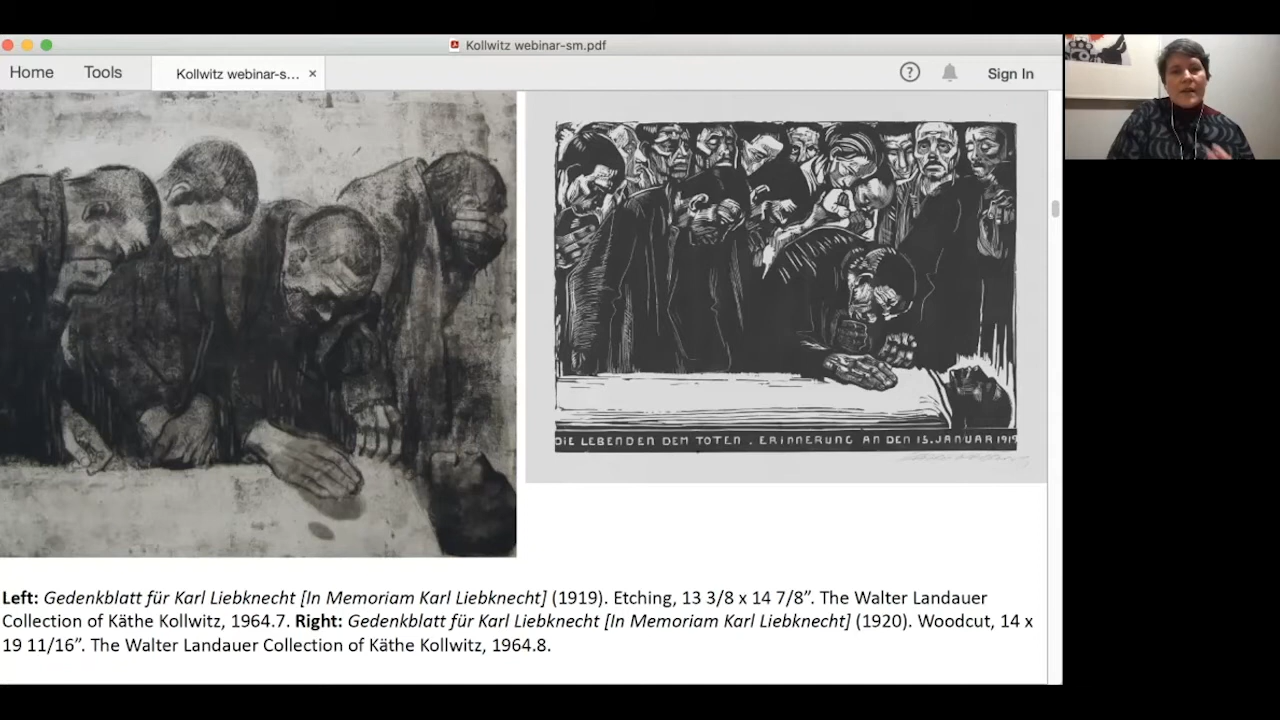 Kollwitz webinar-sm.pdf
Home Tools Kollwitz webinar-s... × ? Sign In
DIE LEBENDEN DEM TOTEN . ERINNERUNG AN DEN 15. JANUAR 1919
Left: Gedenkblatt für Karl Liebknecht [In Memoriam Karl Liebknecht] (1919). Etching, 13 3/8 x 14 7/8”. The Walter Landauer
Collection of Käthe Kollwitz, 1964.7. Right: Gedenkblatt für Karl Liebknecht [In Memoriam Karl Liebknecht] (1920). Woodcut, 14 x
19 11/16”. The Walter Landauer Collection of Käthe Kollwitz, 1964.8.